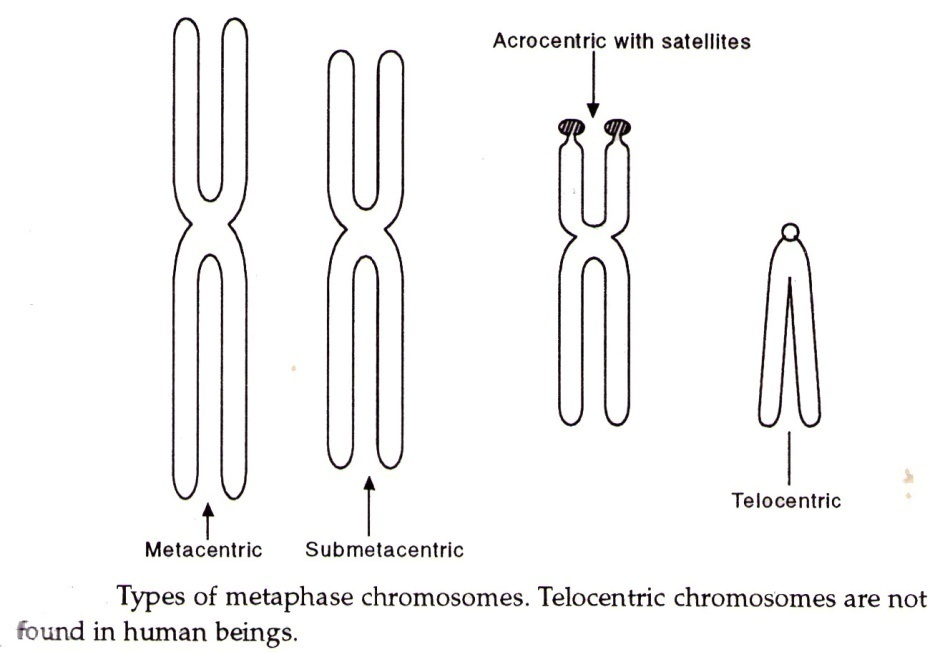 Acrocentric with satellites
Telocentric
Metacentric Submetacentric
Types of metaphase chromosomes. Telocentric chromosomes are not
found in human beings.